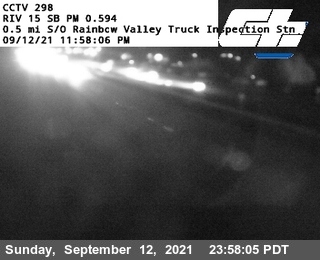 CCTV 298
RIV 15 SB PM 0.594
0.5 mi S/O Rainbow Valley Truck Inspection Stn
09/12/21 11:58:06 PM
Sunday, September 12, 2021 23:58:05 PDT